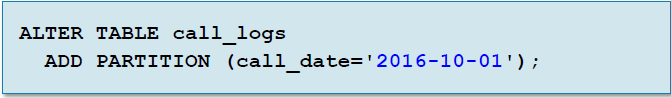 ALTER TABLE call_logs
ADD PARTITION (call_date='2016-10-01');